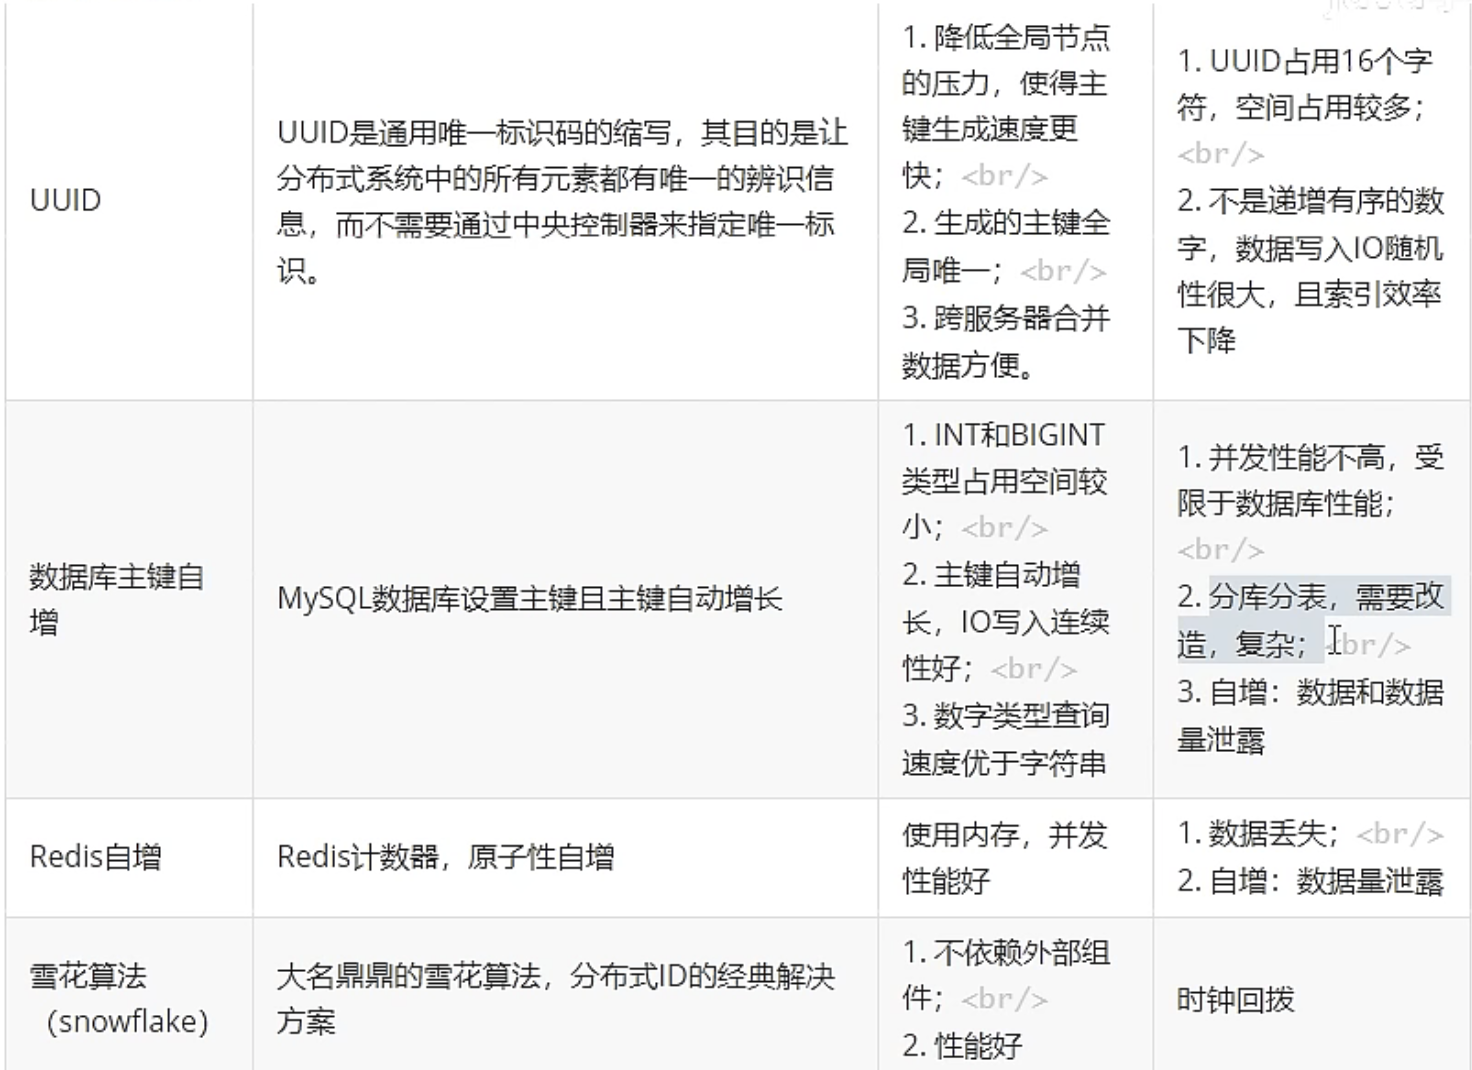 UUID
UUID是通用唯一标识码的缩写，其目的是让
分布式系统中的所有元素都有唯一的辨识信
息，而不需要通过中央控制器来指定唯一标
识。
1. 降低全局节点
的压力，使得主
键生成速度更
快；<br/>
2. 生成的主键全
局唯一；<br/>
3. 跨服务器合并
数据方便。
1. UUID占用16个字
符，空间占用较多；
<br/>
2. 不是递增有序的数
字，数据写入IO随机
性很大，且索引效率
下降
数据库主键自
增
MySQL数据库设置主键且主键自动增长
1. INT和BIGINT
类型占用空间较
小；<br/>
2. 主键自动增
长，IO写入连续
性好；<br/>
3. 数字类型查询
速度优于字符串
1. 并发性能不高，受
限于数据库性能；
<br/>
2. 分库分表，需要改
造，复杂；<br/>
3. 自增：数据和数据
量泄露
Redis自增
Redis计数器，原子性自增
使用内存，并发
性能好
1. 数据丢失；<br/>
2. 自增：数据量泄露
雪花算法
（snowflake）
大名鼎鼎的雪花算法，分布式ID的经典解决
方案
1. 不依赖外部组
件；<br/>
2. 性能好
时钟回拨